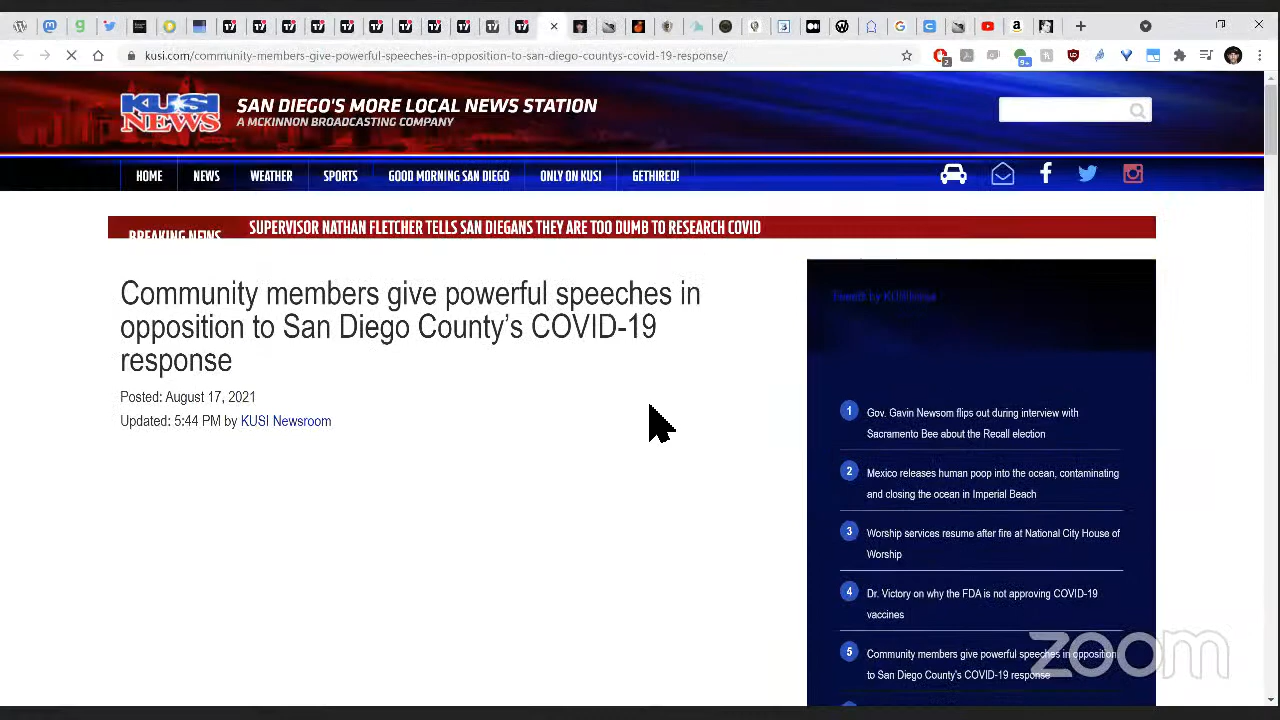 kusi.com/community-members-give-powerful-speeches-in-opposition-to-san-diego-countys-covid-19-response/
KUSI
NEWS
SAN DIEGO'S MORE LOCAL NEWS STATION
A MCKINNON BROADCASTING COMPANY
HOME NEWS WEATHER SPORTS GOOD MORNING SAN DIEGO ONLY ON KUSI GETHIRED!
BREAKING NEWS SUPERVISOR NATHAN FLETCHER TELLS SAN DIEGANS THEY ARE TOO DUMB TO RESEARCH COVID
Community members give powerful speeches in
opposition to San Diego County's COVID-19
response
Posted: August 17, 2021
Updated: 5:44 PM by KUSI Newsroom
Tweets by KUSINews
1 Gov. Gavin Newsom flips out during interview with
Sacramento Bee about the Recall election
2 Mexico releases human poop into the ocean, contaminating
and closing the ocean in Imperial Beach
3 Worship services resume after fire at National City House of
Worship
4 Dr. Victory on why the FDA is not approving COVID-19
vaccines
5 Community members give powerful speeches in opposition
to San Diego County's COVID-19 response
zoom